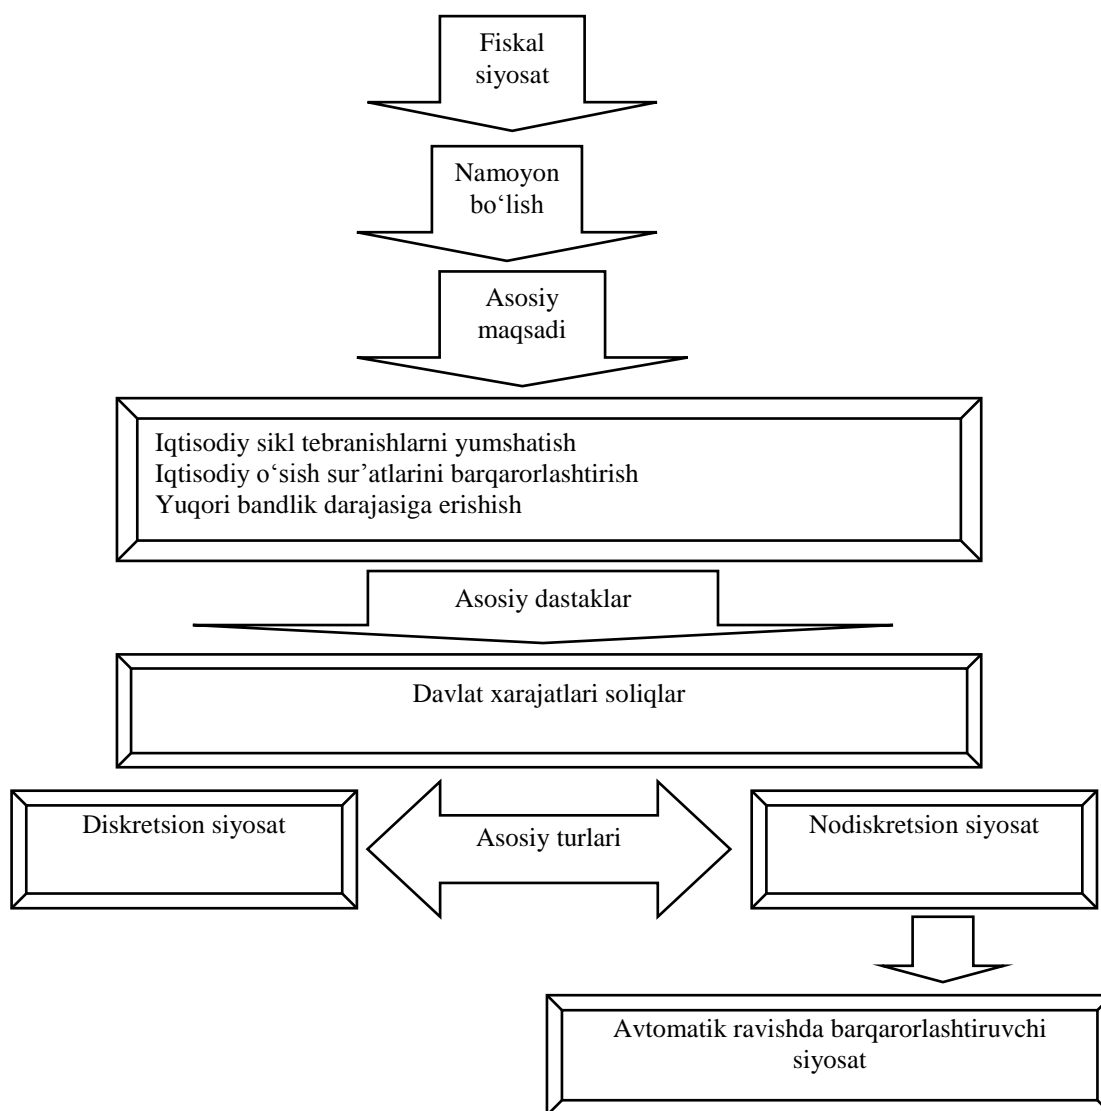 Fiskal
siyosat
Namoyon
bo‘lish
Asosiy
maqsadi
Iqtisodiy sikl tebranishlarni yumshatish
Iqtisodiy o‘sish sur’atlarini barqarorlashtirish
Yuqori bandlik darajasiga erishish
Asosiy dastaklar
Davlat xarajatlari soliqlar
Diskretsion siyosat
Asosiy turlari
Nodiskretsion siyosat
Avtomatik ravishda barqarorlashtiruvchi
siyosat